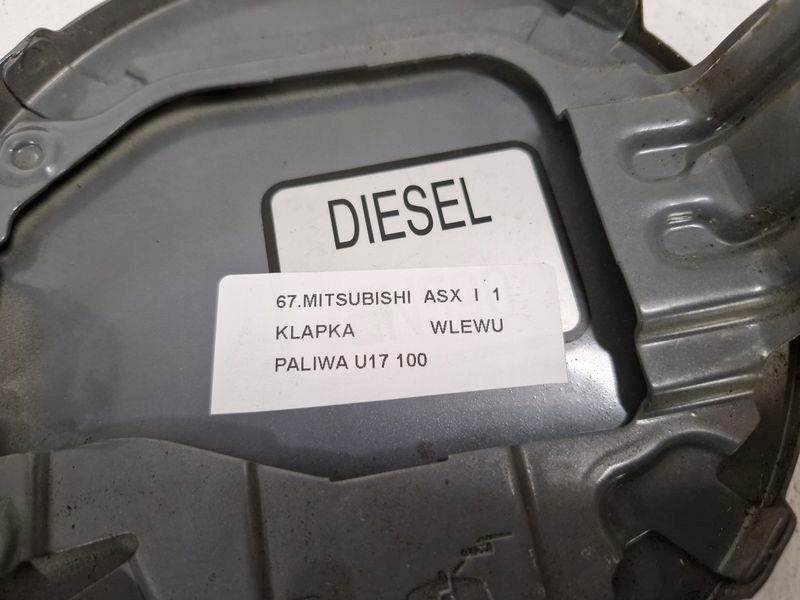 DIESEL
67.MITSUBISHI ASX I 1
KLAPKA WLEWU
PALIWA U17 100